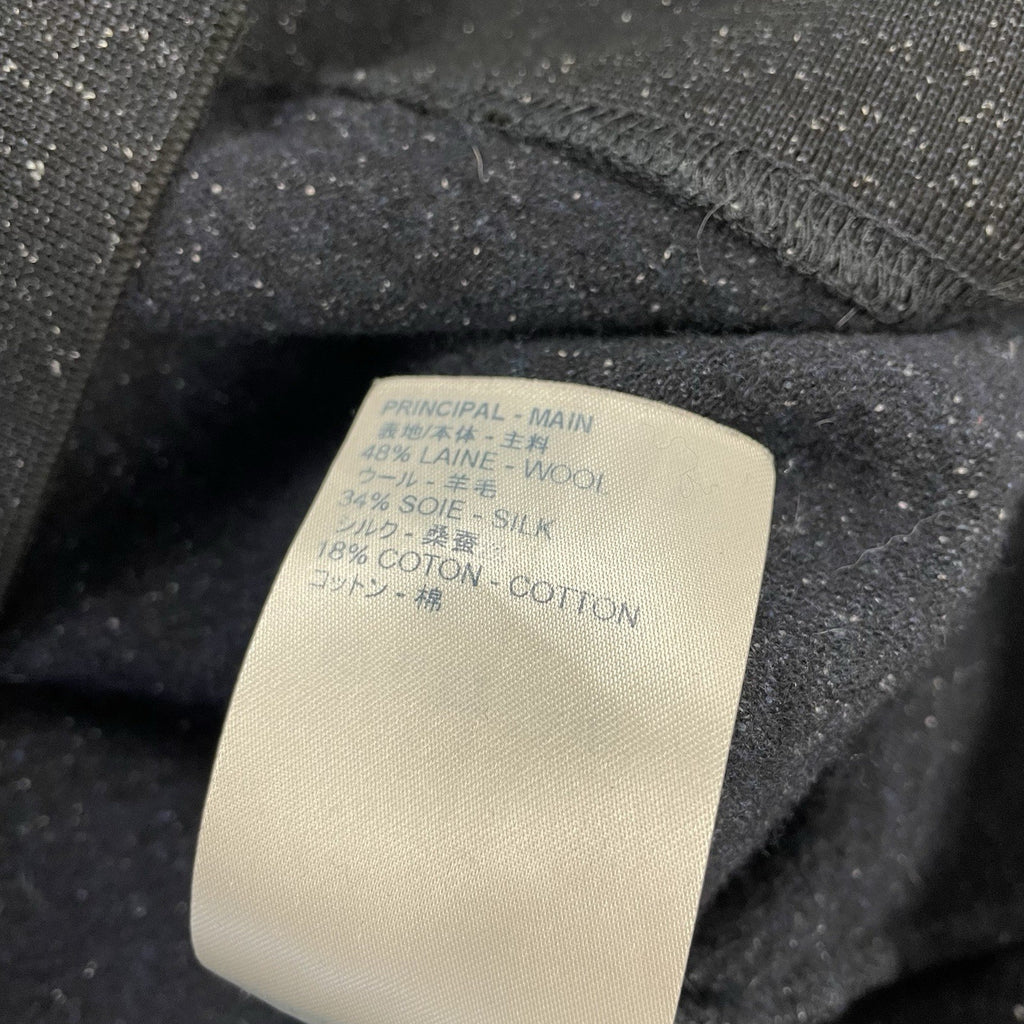 PRINCIPAL - MAIN
表地/本体 - 主料
48% LAINE - WOOL
ウール - 羊毛
34% SOIE - SILK
シルク - 桑蚕
18% COTON - COTTON
コットン - 棉